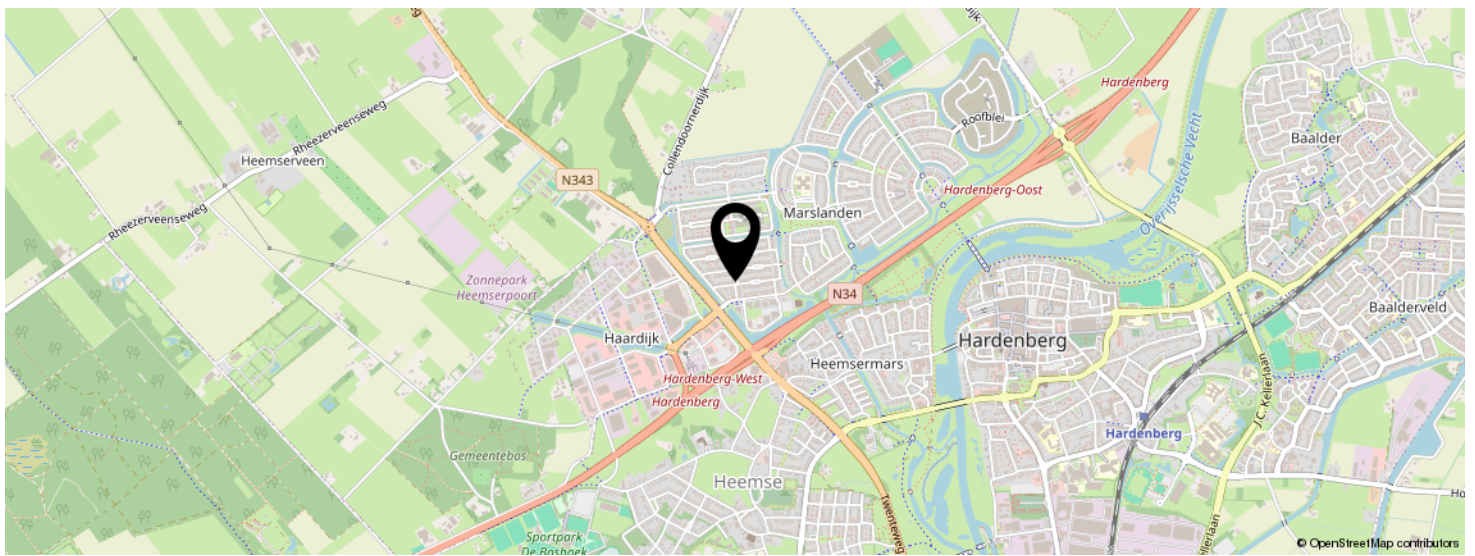 Hardenberg
Roofblei
Baalder
Collendoornerdijk
Rheezerveenseweg
Heemserveen
N343
Hardenberg-Oost
Overijsselsche Vecht
Marslanden
Rheezerveenseweg
Zonnepark
Heemserpoort
N34
Baalderveld
Haardijk
Hardenberg
Heemsermars
Hardenberg-West
Hardenberg
J.C. Kellerlaan
Hardenberg
Gemeentebos
Heemse
Twenteweg
Sportpark
De Boshoek
© OpenStreetMap contributors